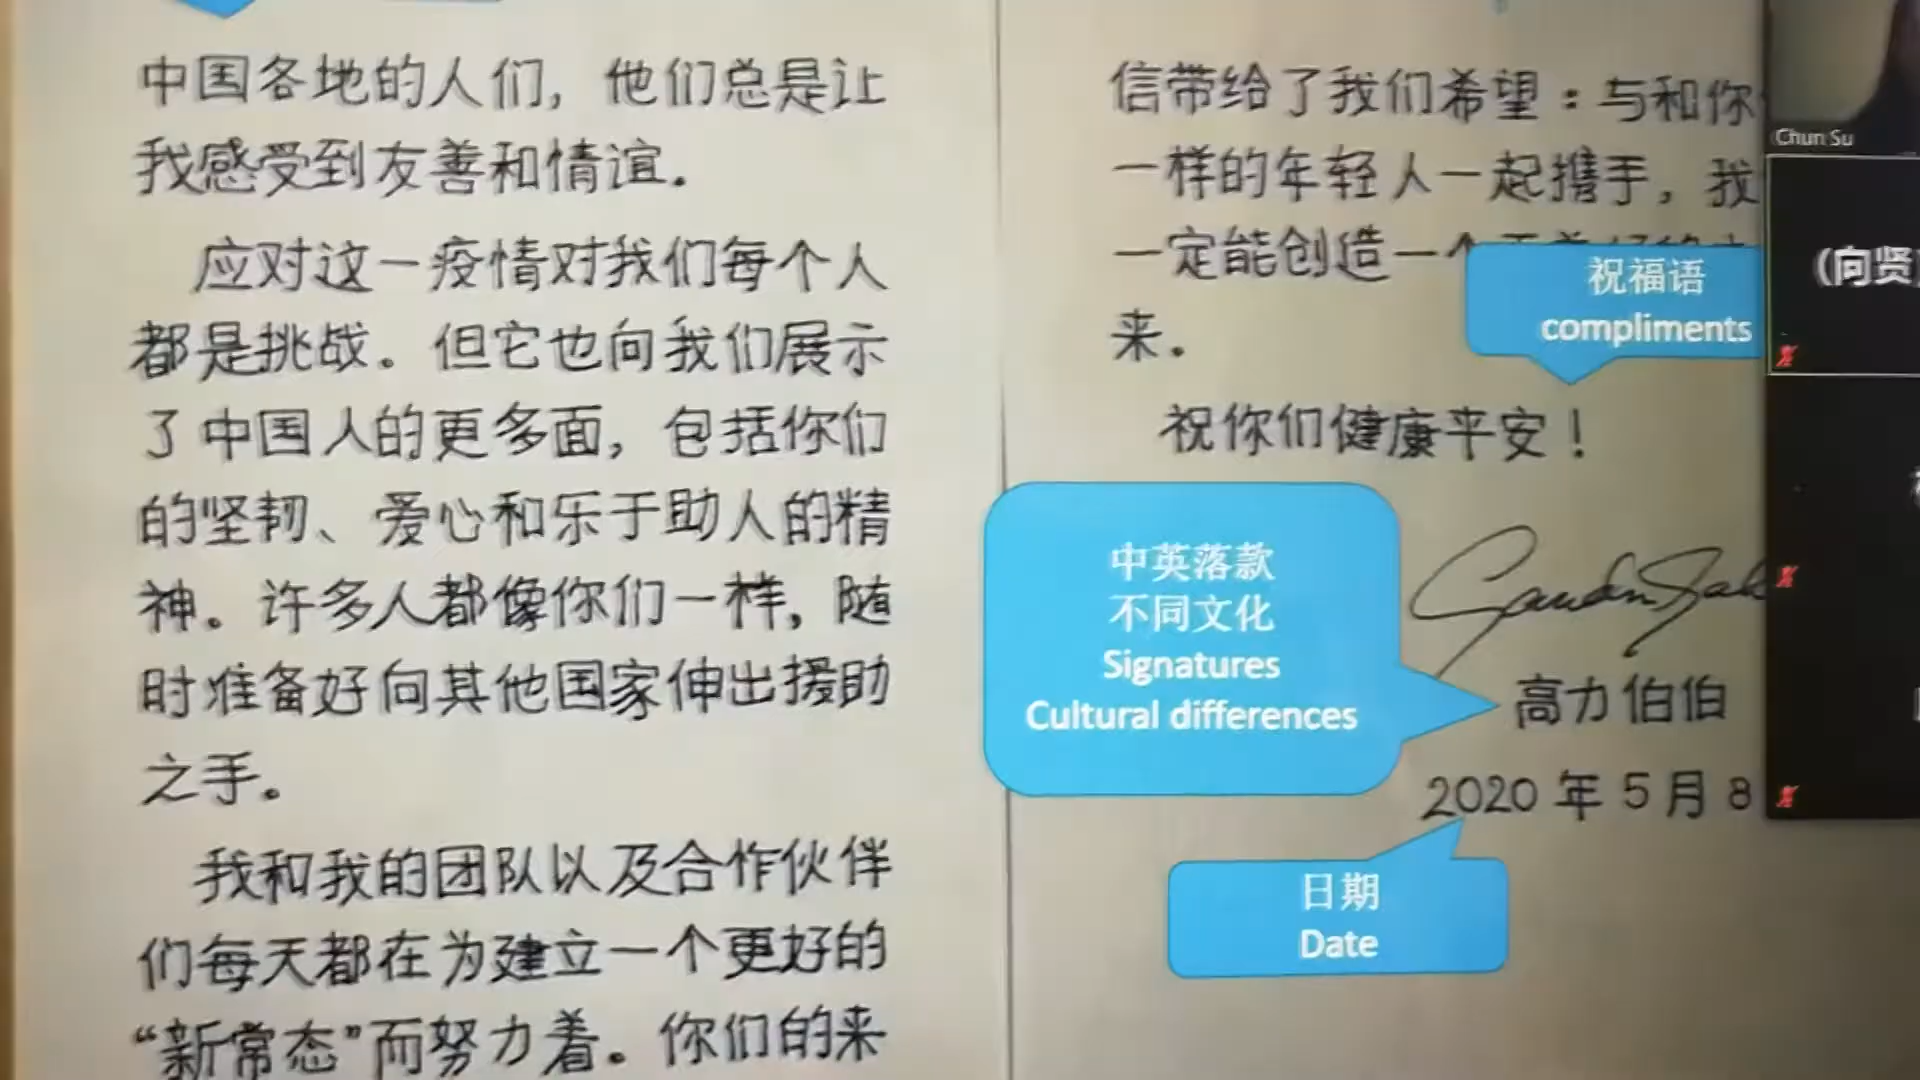 中国各地的人们，他们总是让
我感受到友善和情谊.
应对这一疫情对我们每个人
都是挑战。但它也向我们展示
了中国人的更多面，包括你们
的坚韧、爱心和乐于助人的精
神。许多人都像你们一样，随
时准备好向其他国家伸出援助
之手。
我和我的团队以及合作伙伴
们每天都在为建立一个更好的
“新常态”而努力着。你们的来
信带给了我们希望：与和你
一样的年轻人一起携手，我
一定能创造一个
来.
祝福语
compliments
祝你们健康平安！
中英落款
不同文化
Signatures
Cultural differences
高力伯伯
2020年5月8
日期
Date
Chun Su
(向贤